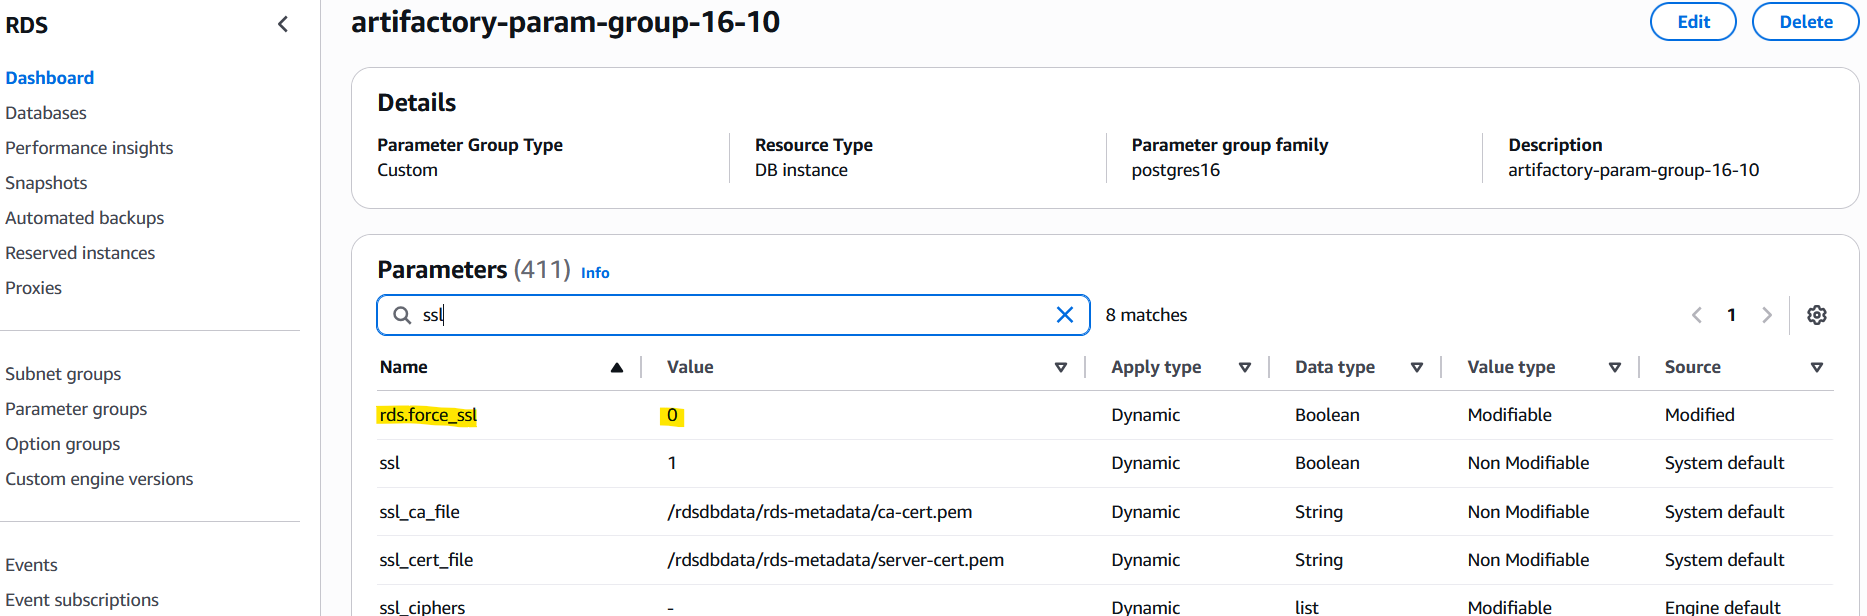 RDS
Dashboard
Databases
Performance insights
Snapshots
Automated backups
Reserved instances
Proxies
Subnet groups
Parameter groups
Option groups
Custom engine versions
Events
Event subscriptions
artifactory-param-group-16-10
Edit
Delete
Details
Parameter Group Type
Custom
Resource Type
DB instance
Parameter group family
postgres16
Description
artifactory-param-group-16-10
Parameters (411) Info
ssl
8 matches
1
Name Value Apply type Data type Value type Source
rds.force_ssl 0 Dynamic Boolean Modifiable Modified
ssl 1 Dynamic Boolean Non Modifiable System default
ssl_ca_file /rdsdbdata/rds-metadata/ca-cert.pem Dynamic String Non Modifiable System default
ssl_cert_file /rdsdbdata/rds-metadata/server-cert.pem Dynamic String Non Modifiable System default
ssl_ciphers - Dynamic list Modifiable Engine default